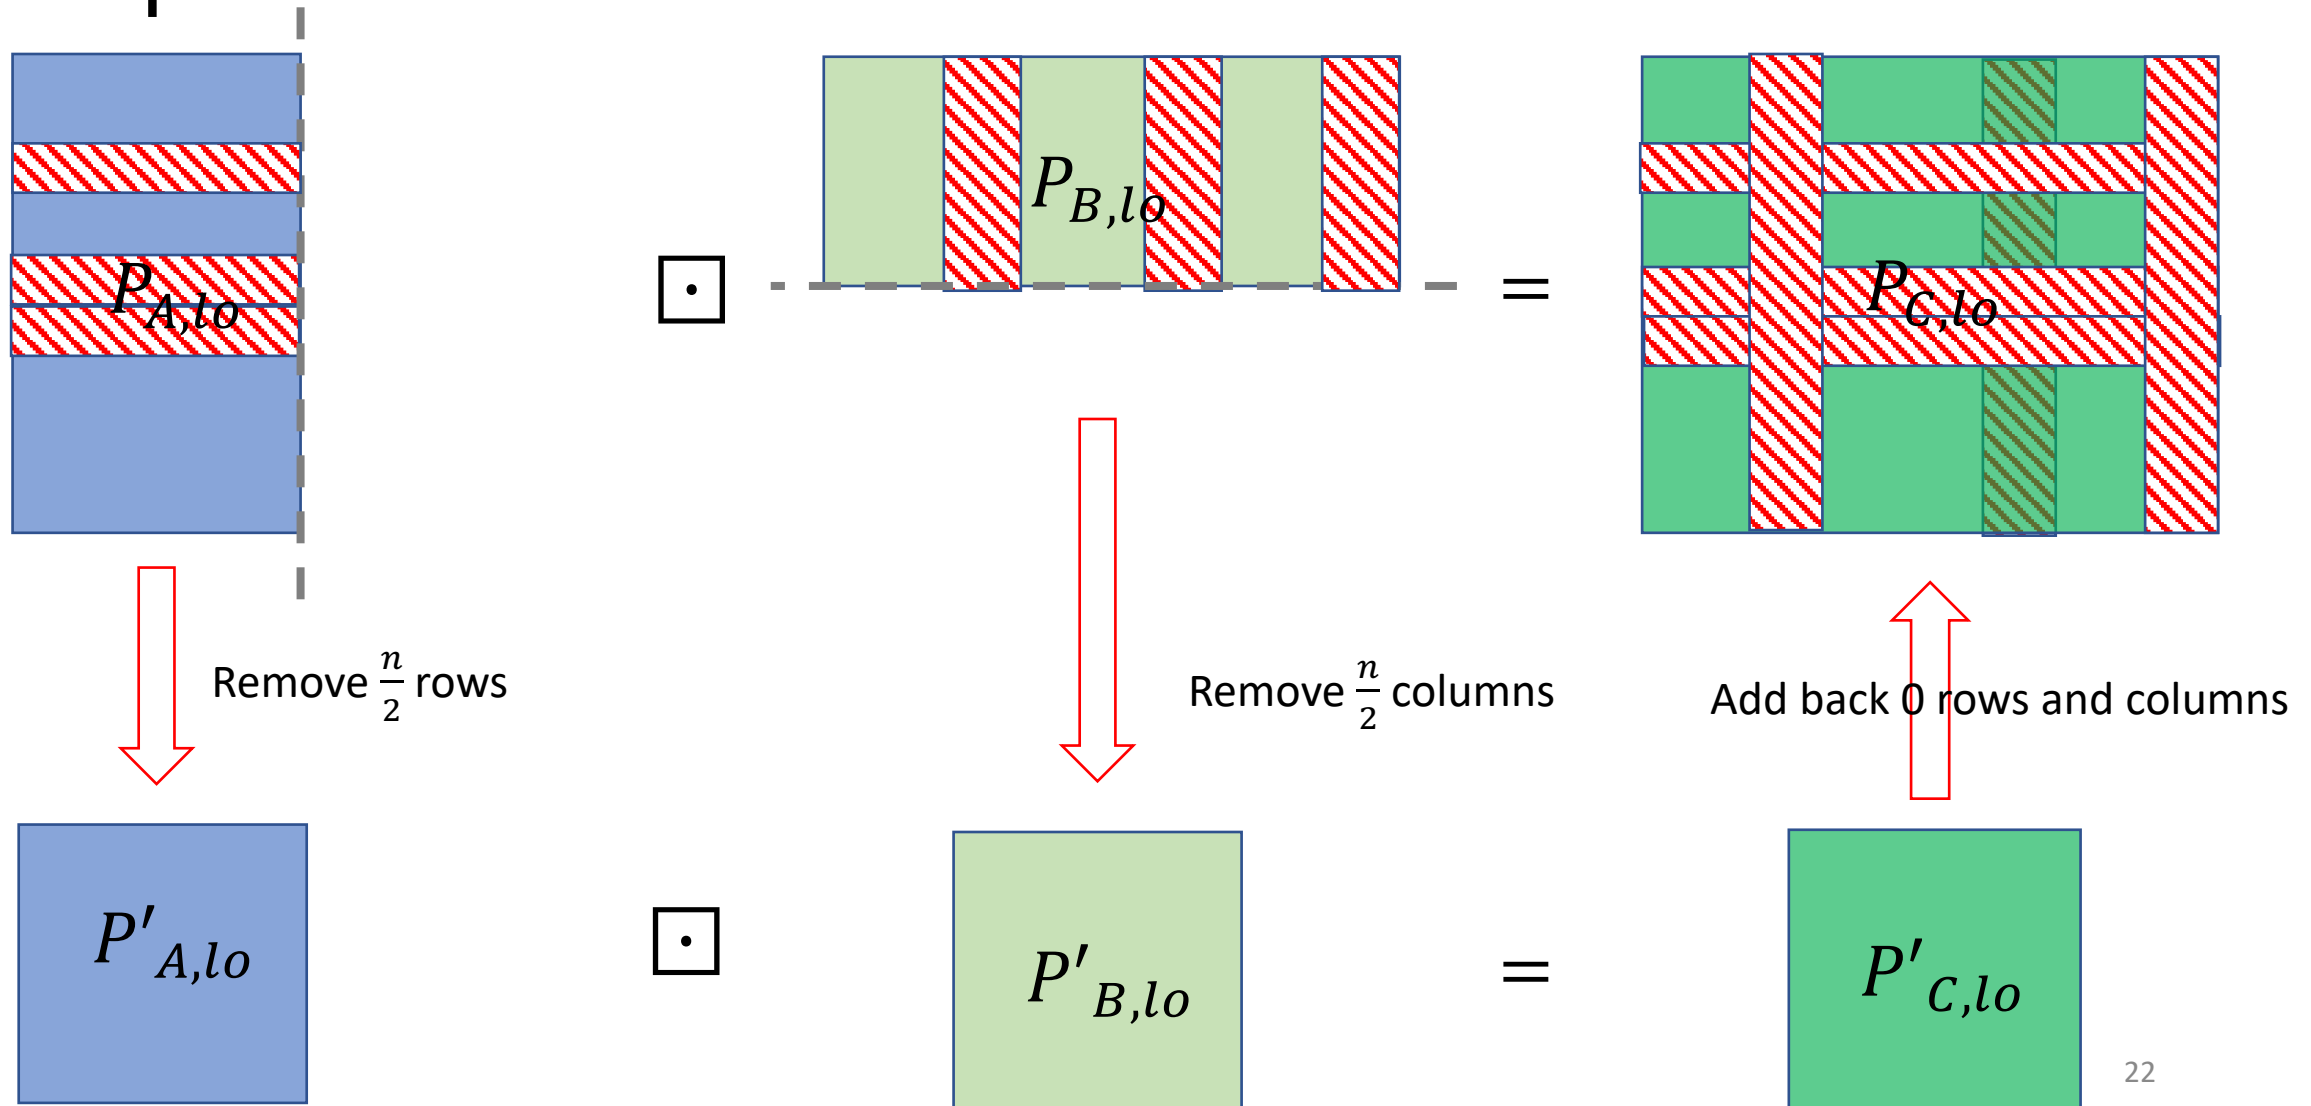 P_{A,lo} ⊡ P_{B,lo} = P_{C,lo}
Remove n/2 rows
Remove n/2 columns
Add back 0 rows and columns
P'_{A,lo} ⊡ P'_{B,lo} = P'_{C,lo}
22